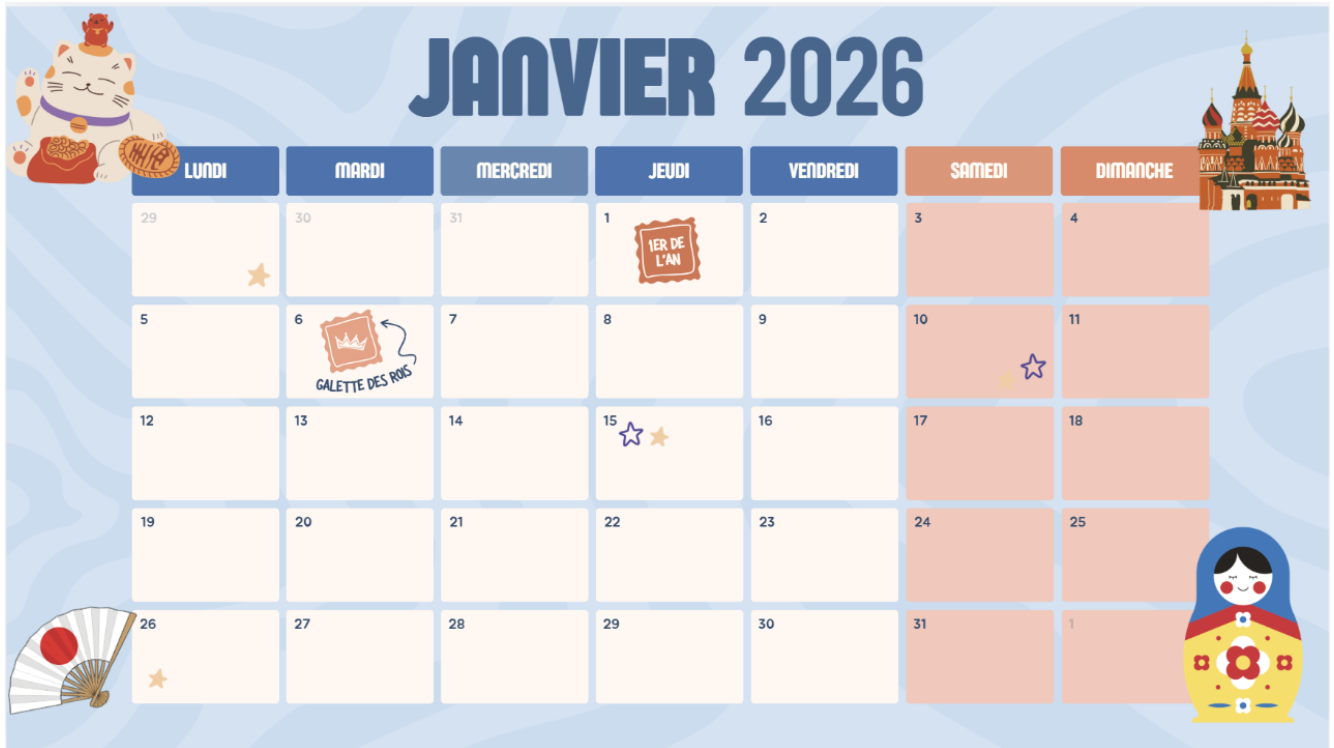 JANVIER 2026
LUNDI MARDI MERCREDI JEUDI VENDREDI SAMEDI DIMANCHE
29 30 31 1 2 3 4
1ER DE
L'AN
5 6 7 8 9 10 11
GALETTE DES ROIS
12 13 14 15 16 17 18
19 20 21 22 23 24 25
26 27 28 29 30 31 1